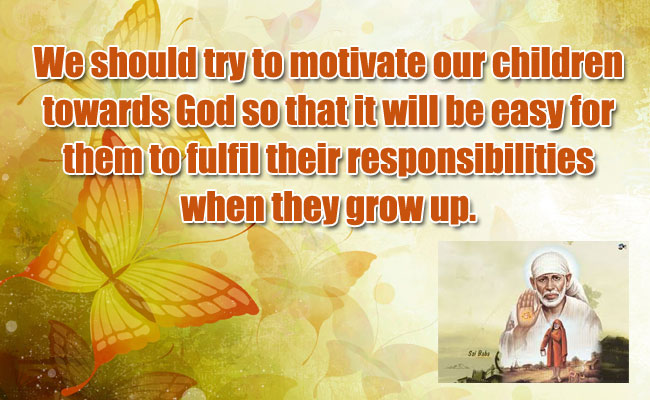 We should try to motivate our children
towards God so that it will be easy for
them to fulfil their responsibilities
when they grow up.
Sai Baba